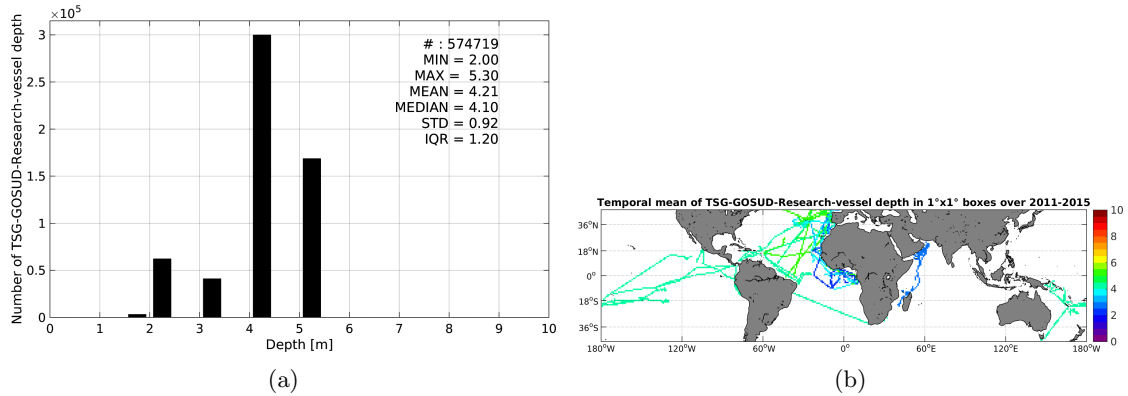 ×10⁵
Number of TSG-GOSUD-Research-vessel depth
3
2.5
2
1.5
1
0.5
0
# : 574719
MIN = 2.00
MAX = 5.30
MEAN = 4.21
MEDIAN = 4.10
STD = 0.92
IQR = 1.20
0 1 2 3 4 5 6 7 8 9 10
Depth [m]
(a)
Temporal mean of TSG-GOSUD-Research-vessel depth in 1°x1° boxes over 2011-2015
36°N
18°N
0°
18°S
36°S
180°W 120°W 60°W 0° 60°E 120°E 180°E
10
8
6
4
2
0
(b)